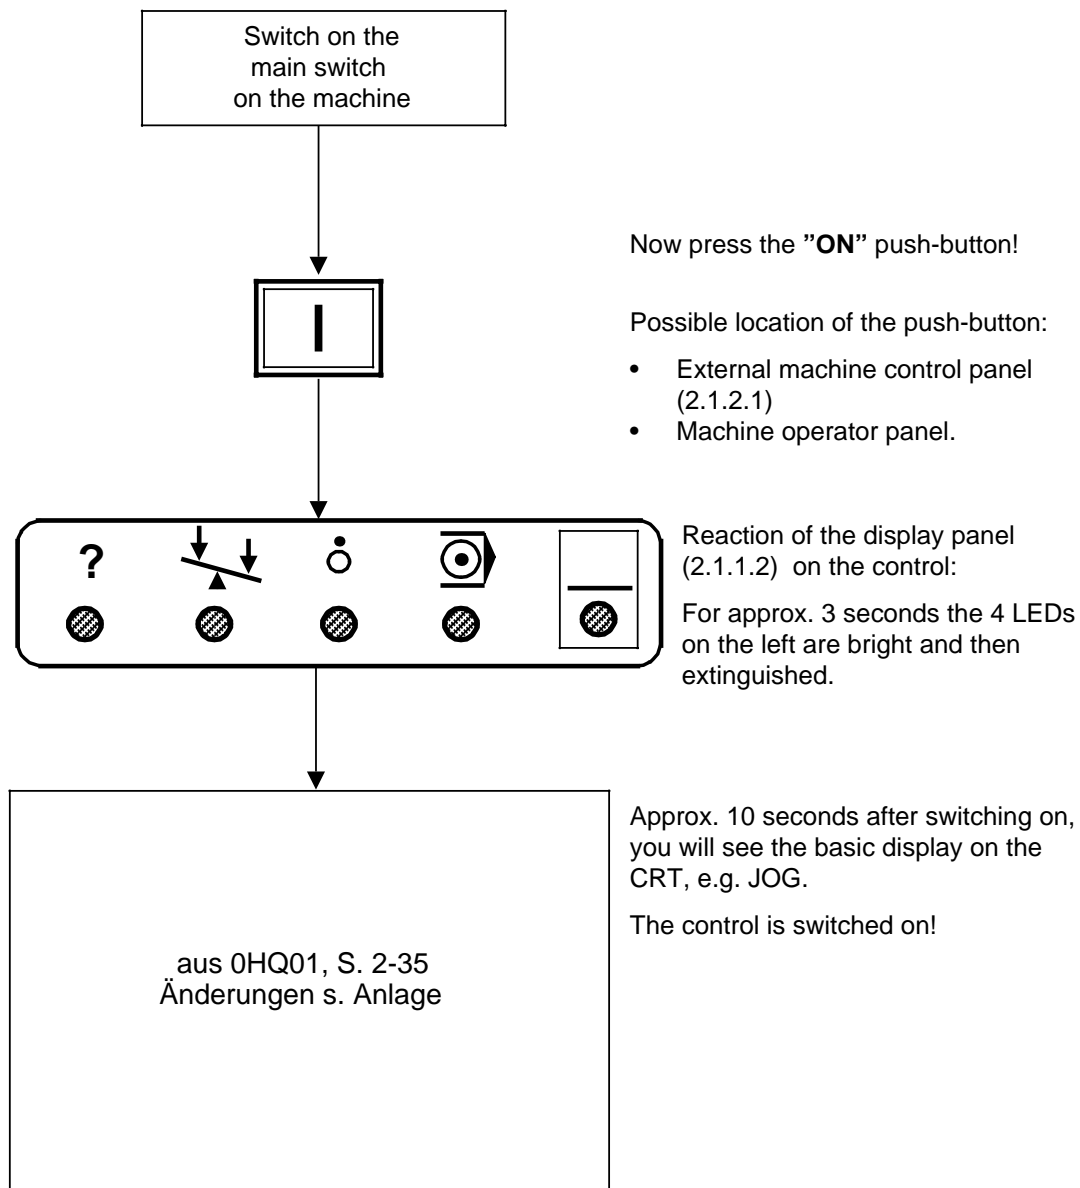 Switch on the
main switch
on the machine
Now press the ”ON” push-button!
Possible location of the push-button:
• External machine control panel
(2.1.2.1)
• Machine operator panel.
?
Reaction of the display panel
(2.1.1.2) on the control:
For approx. 3 seconds the 4 LEDs
on the left are bright and then
extinguished.
Approx. 10 seconds after switching on,
you will see the basic display on the
CRT, e.g. JOG.
The control is switched on!
aus 0HQ01, S. 2-35
Änderungen s. Anlage